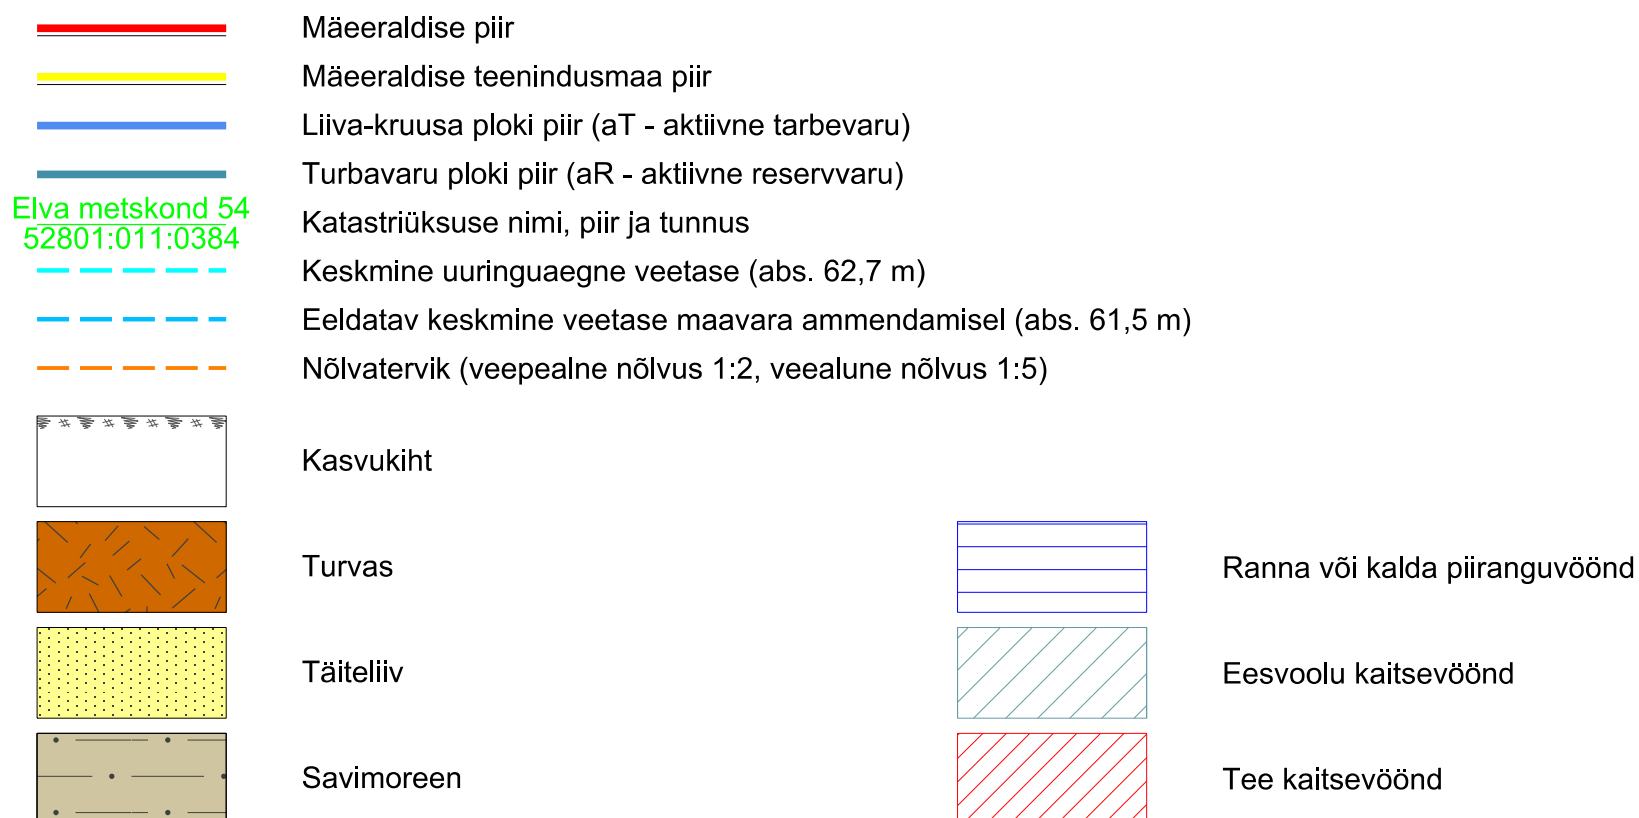 Mäeeraldise piir
Mäeeraldise teenindusmaa piir
Liiva-kruusa ploki piir (aT - aktiivne tarbevaru)
Turbavaru ploki piir (aR - aktiivne reservvaru)
Elva metskond 54
52801:011:0384
Katastriüksuse nimi, piir ja tunnus
Keskmine uuringuaegne veetase (abs. 62,7 m)
Eeldatav keskmine veetase maavara ammendamisel (abs. 61,5 m)
Nõlvatervik (veepealne nõlvus 1:2, veealune nõlvus 1:5)
Kasvukiht
Turvas
Täiteliiv
Savimoreen
Ranna või kalda piiranguvöönd
Eesvoolu kaitsevöönd
Tee kaitsevöönd